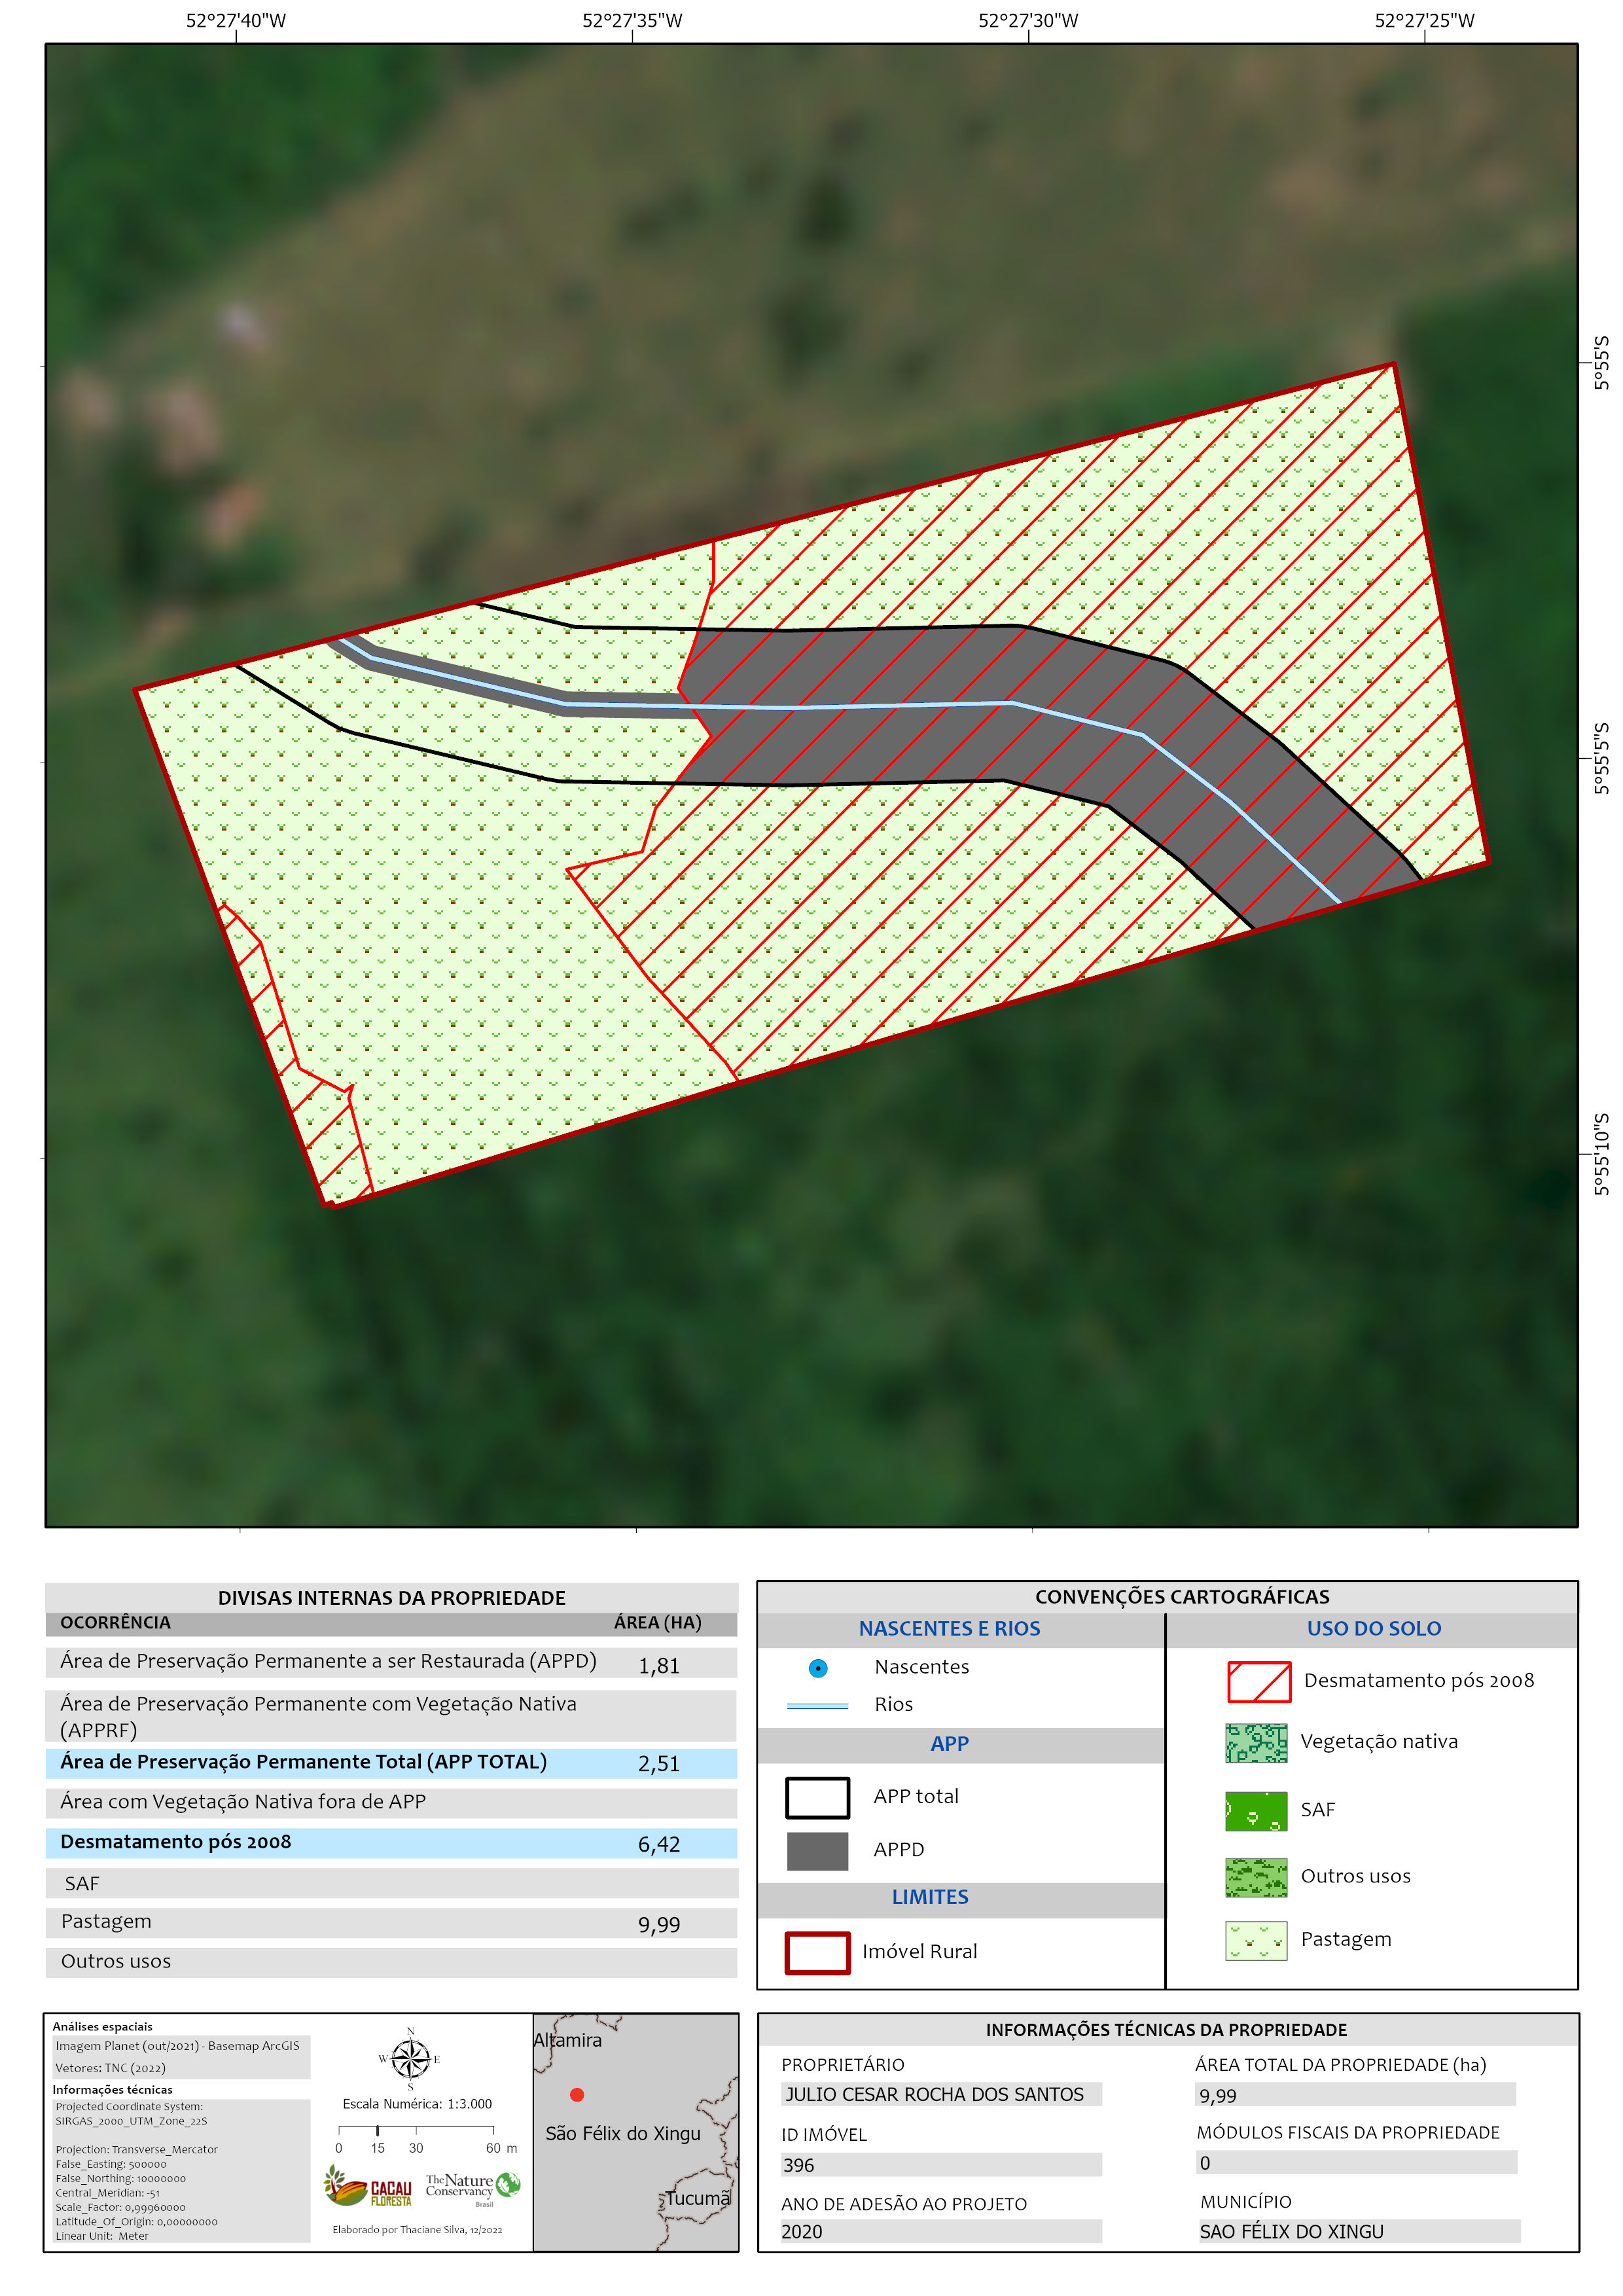 52°27'40"W 52°27'35"W 52°27'30"W 52°27'25"W
5°55'S
5°55'5"S
5°55'10"S
DIVISAS INTERNAS DA PROPRIEDADE
OCORRÊNCIA ÁREA (HA)
Área de Preservação Permanente a ser Restaurada (APPD) 1,81
Área de Preservação Permanente com Vegetação Nativa
(APPRF)
Área de Preservação Permanente Total (APP TOTAL) 2,51
Área com Vegetação Nativa fora de APP
Desmatamento pós 2008 6,42
SAF
Pastagem 9,99
Outros usos
CONVENÇÕES CARTOGRÁFICAS
NASCENTES E RIOS
Nascentes
Rios
APP
APP total
APPD
LIMITES
Imóvel Rural
USO DO SOLO
Desmatamento pós 2008
Vegetação nativa
SAF
Outros usos
Pastagem
Análises espaciais
Imagem Planet (out/2021) - Basemap ArcGIS
Vetores: TNC (2022)
Informações técnicas
Projected Coordinate System:
SIRGAS_2000_UTM_Zone_22S
Projection: Transverse_Mercator
False_Easting: 500000
False_Northing: 10000000
Central_Meridian: -51
Scale_Factor: 0,99960000
Latitude_Of_Origin: 0,00000000
Linear Unit: Meter
N
W E
S
Escala Numérica: 1:3.000
0 15 30 60 m
CACAU
FLORESTA
The Nature
Conservancy
Brasil
Elaborado por Thaciane Silva, 12/2022
Altamira
São Félix do Xingu
Tucumã
INFORMAÇÕES TÉCNICAS DA PROPRIEDADE
PROPRIETÁRIO
JULIO CESAR ROCHA DOS SANTOS
ID IMÓVEL
396
ANO DE ADESÃO AO PROJETO
2020
ÁREA TOTAL DA PROPRIEDADE (ha)
9,99
MÓDULOS FISCAIS DA PROPRIEDADE
0
MUNICÍPIO
SAO FÉLIX DO XINGU